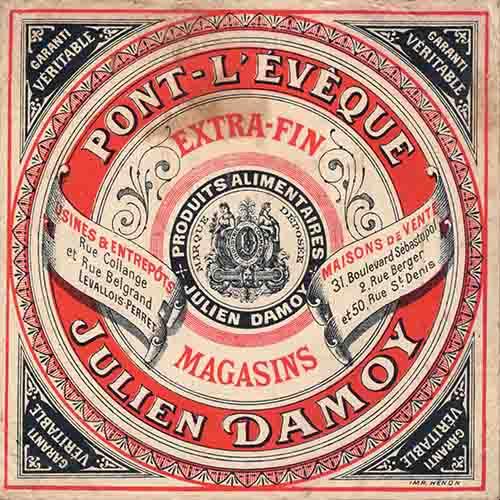 GARANTI
VÉRITABLE
GARANTI
VÉRITABLE
PONT-L'ÉVÊQUE
EXTRA-FIN
PRODUITS ALIMENTAIRES
MARQUE DÉPOSÉE
JULIEN DAMOY
USINES & ENTREPÔTS
Rue Collange
et Rue Belgrand
LEVALLOIS-PERRET
MAISONS DE VENTE
31. Boulevard Sébastopol
2. Rue Berger
et 50 Rue St Denis
MAGASINS
JULIEN DAMOY
GARANTI
VÉRITABLE
GARANTI
VÉRITABLE
IMP. HÉNON